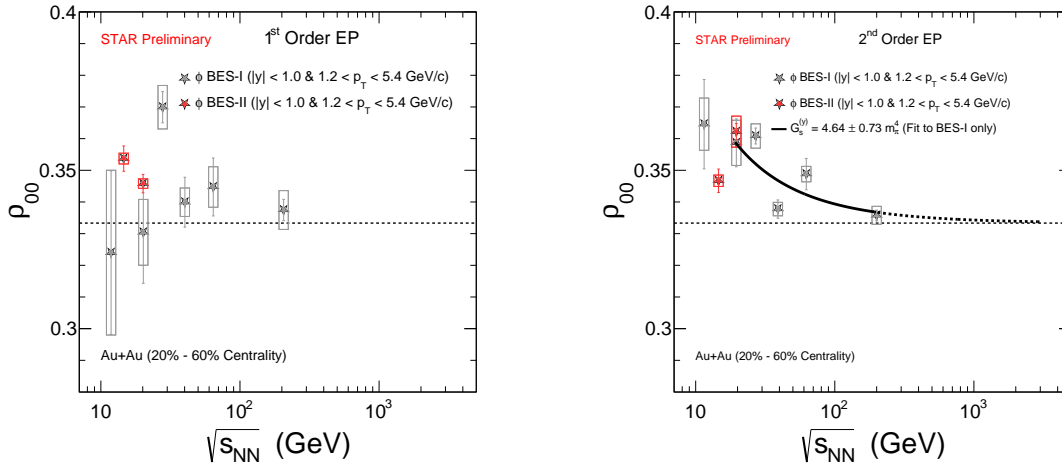 0.4
STAR Preliminary
1st Order EP
ϕ BES-I (|y| < 1.0 & 1.2 < pT < 5.4 GeV/c)
ϕ BES-II (|y| < 1.0 & 1.2 < pT < 5.4 GeV/c)
0.35
ρ00
0.3
Au+Au (20% - 60% Centrality)
10 10² 10³
√sNN (GeV)
0.4
STAR Preliminary
2nd Order EP
ϕ BES-I (|y| < 1.0 & 1.2 < pT < 5.4 GeV/c)
ϕ BES-II (|y| < 1.0 & 1.2 < pT < 5.4 GeV/c)
Gs(y) = 4.64 ± 0.73 mπ4 (Fit to BES-I only)
0.35
ρ00
0.3
Au+Au (20% - 60% Centrality)
10 10² 10³
√sNN (GeV)